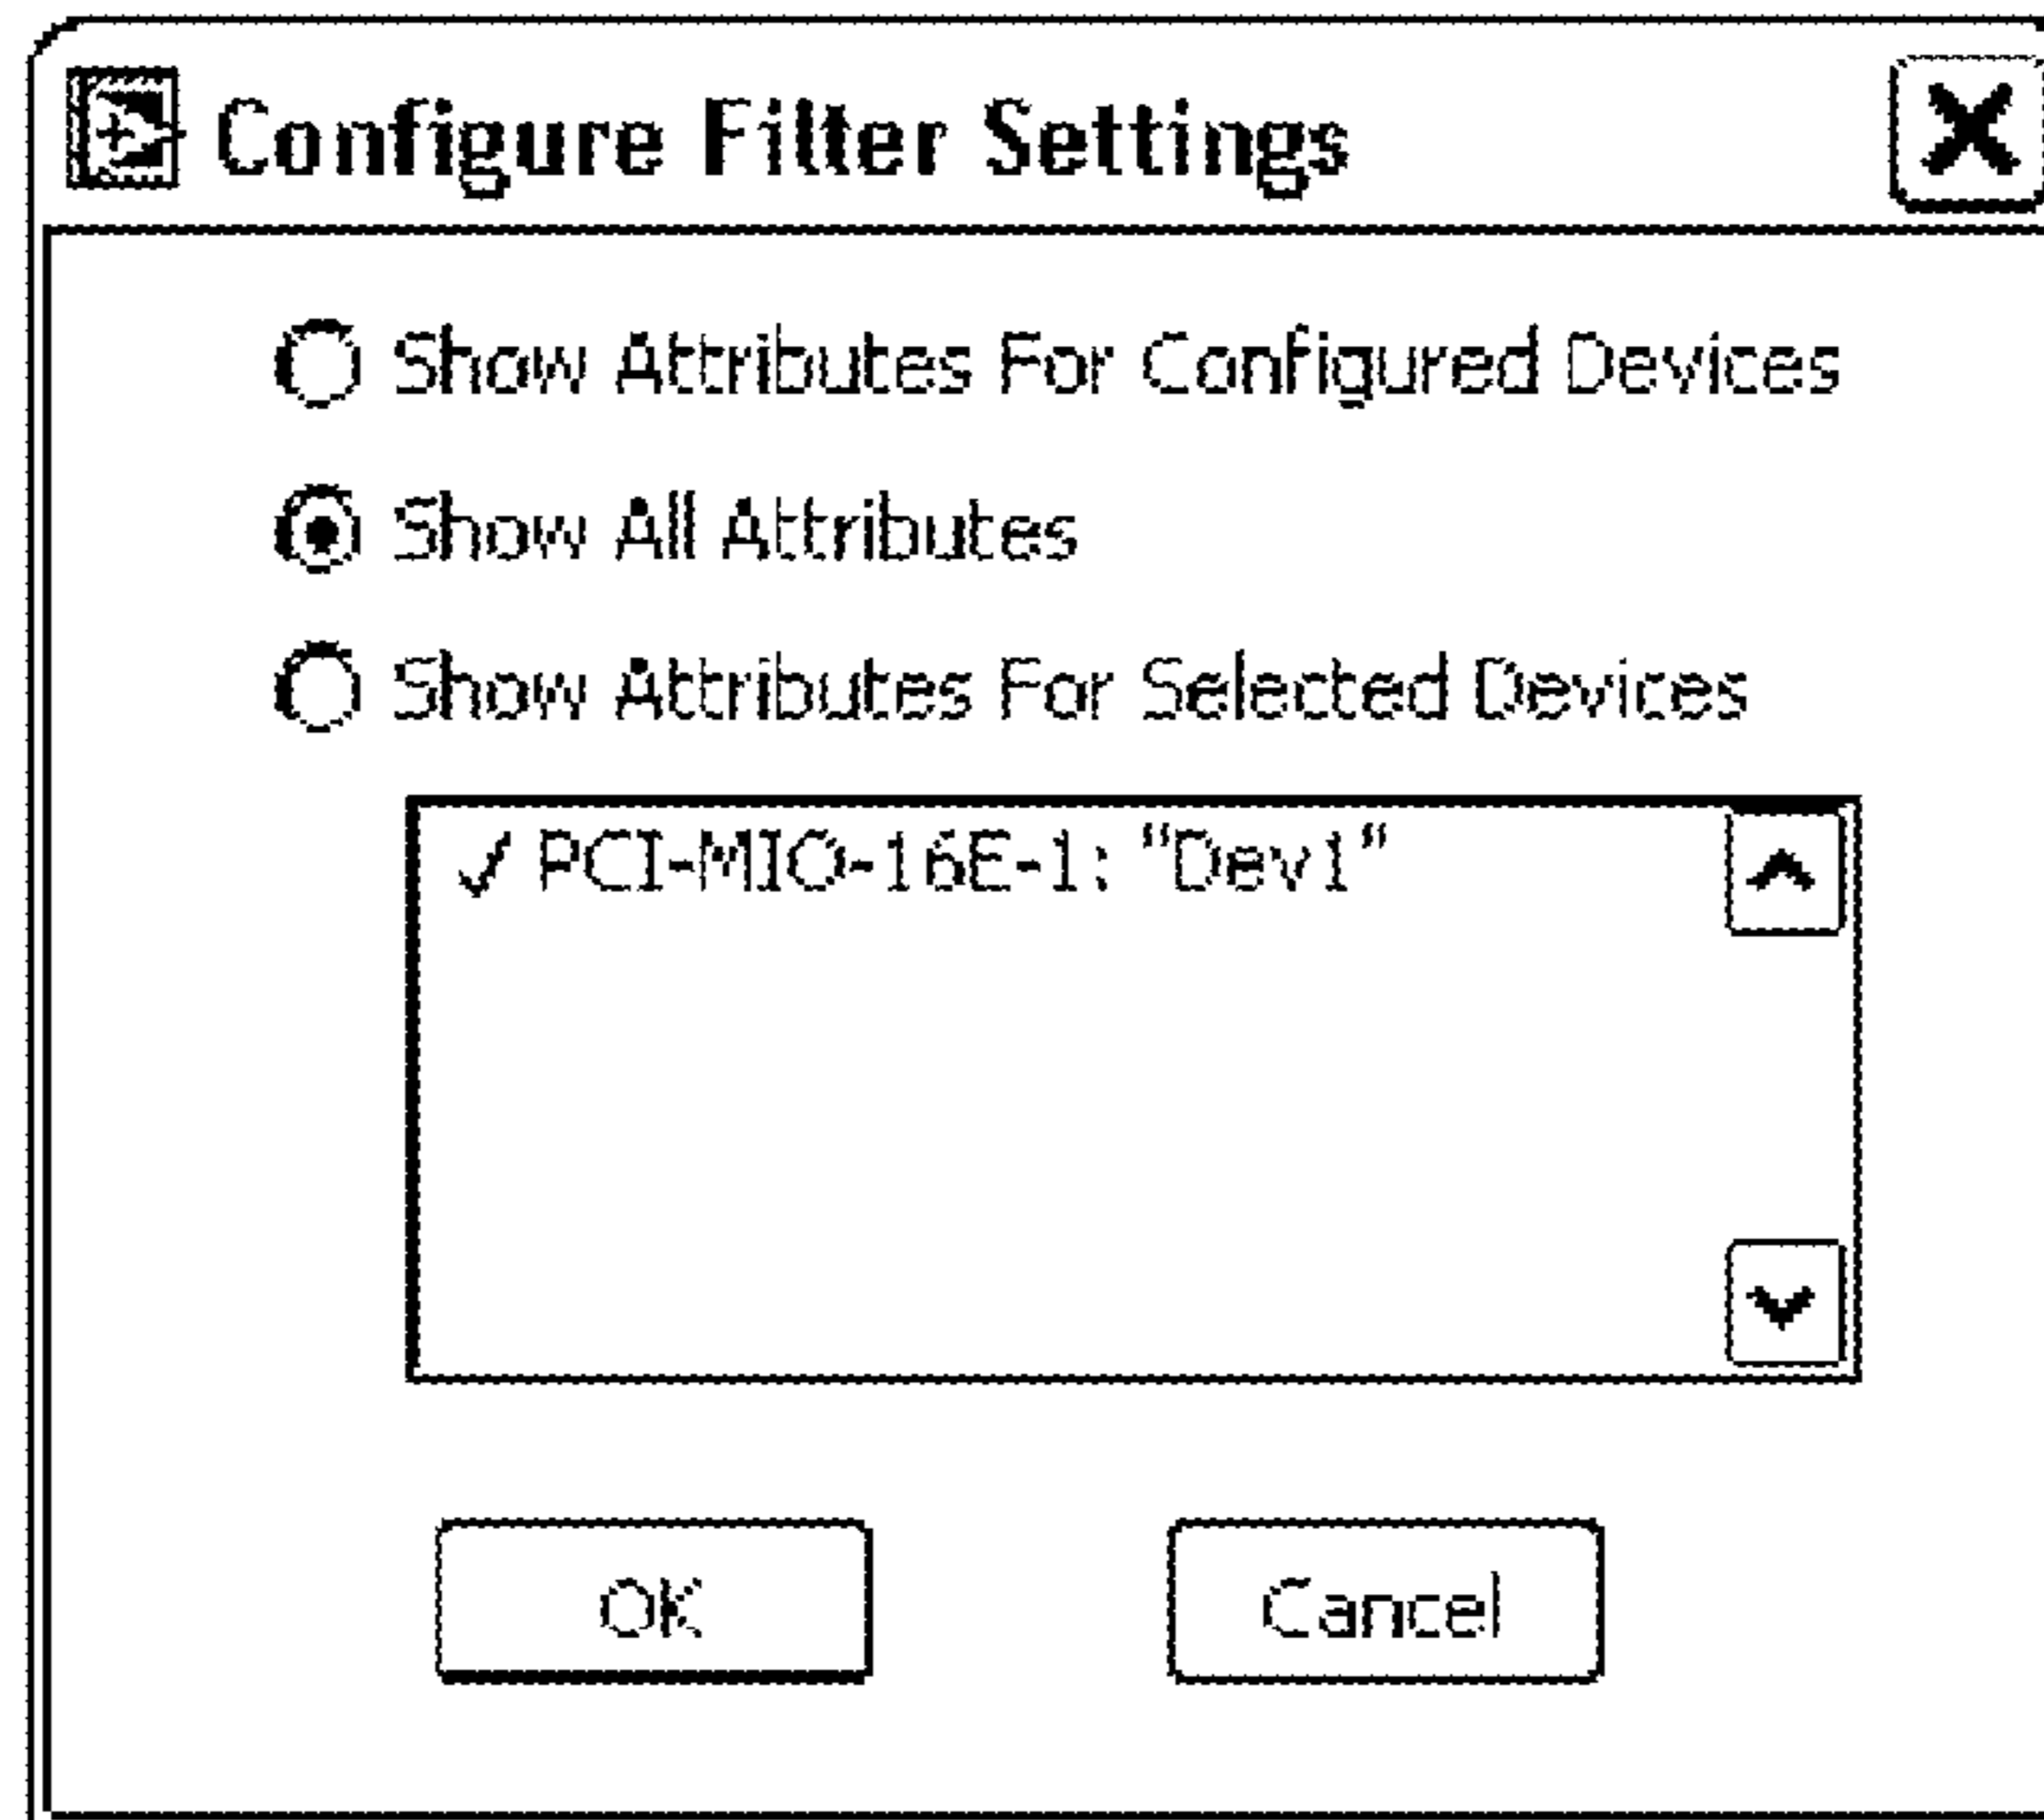 Configure Filter Settings
Show Attributes For Configured Devices
Show All Attributes
Show Attributes For Selected Devices
✓ PCI-MIO-16E-1: "Dev1"
OK Cancel